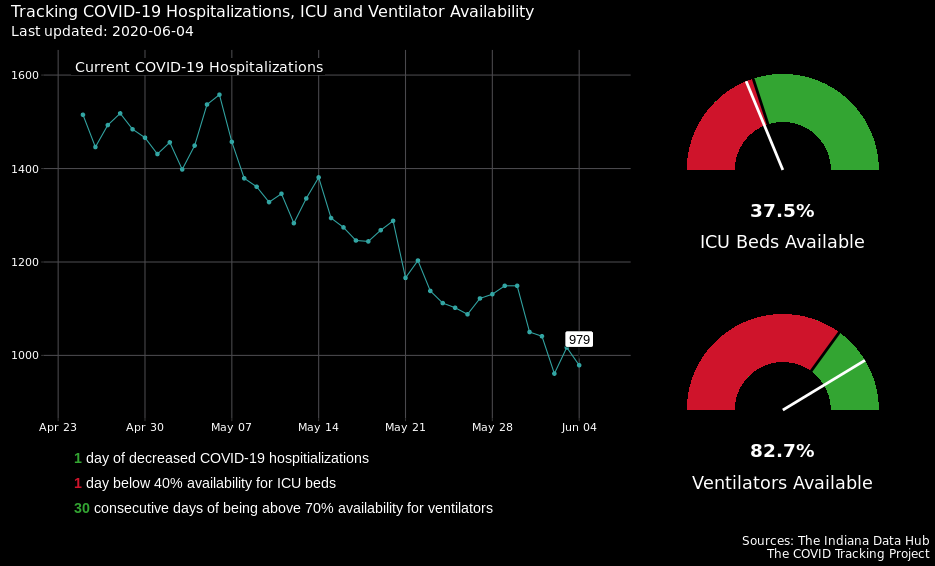 Tracking COVID-19 Hospitalizations, ICU and Ventilator Availability
Last updated: 2020-06-04
Current COVID-19 Hospitalizations
1600
1400
1200
1000
979
Apr 23
Apr 30
May 07
May 14
May 21
May 28
Jun 04
1 day of decreased COVID-19 hospitializations
1 day below 40% availability for ICU beds
30 consecutive days of being above 70% availability for ventilators
37.5%
ICU Beds Available
82.7%
Ventilators Available
Sources: The Indiana Data Hub
The COVID Tracking Project